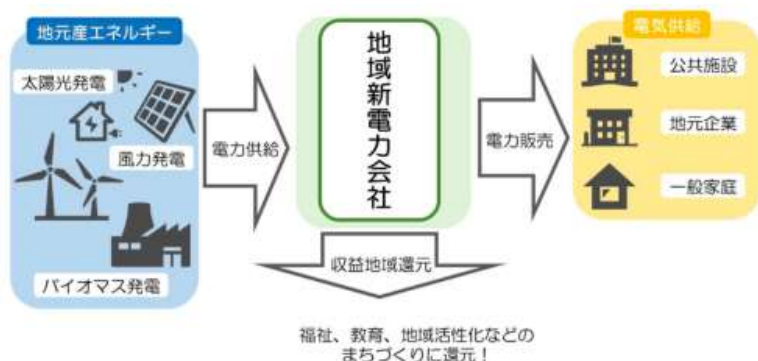 地元産エネルギー
太陽光発電
風力発電
バイオマス発電
電力供給
地域新電力会社
電力販売
電気供給
公共施設
地元企業
一般家庭
収益地域還元
福祉、教育、地域活性化などの
まちづくりに還元！